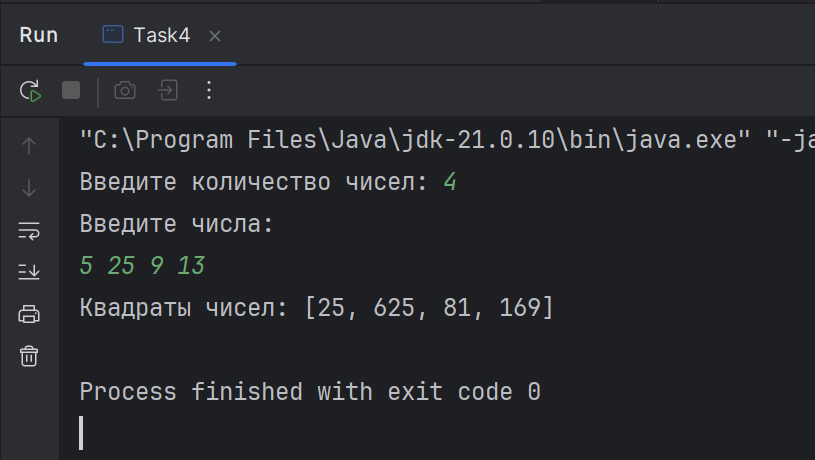 Run Task4
"C:\Program Files\Java\jdk-21.0.10\bin\java.exe" "-ja
Введите количество чисел: 4
Введите числа:
5 25 9 13
Квадраты чисел: [25, 625, 81, 169]
Process finished with exit code 0